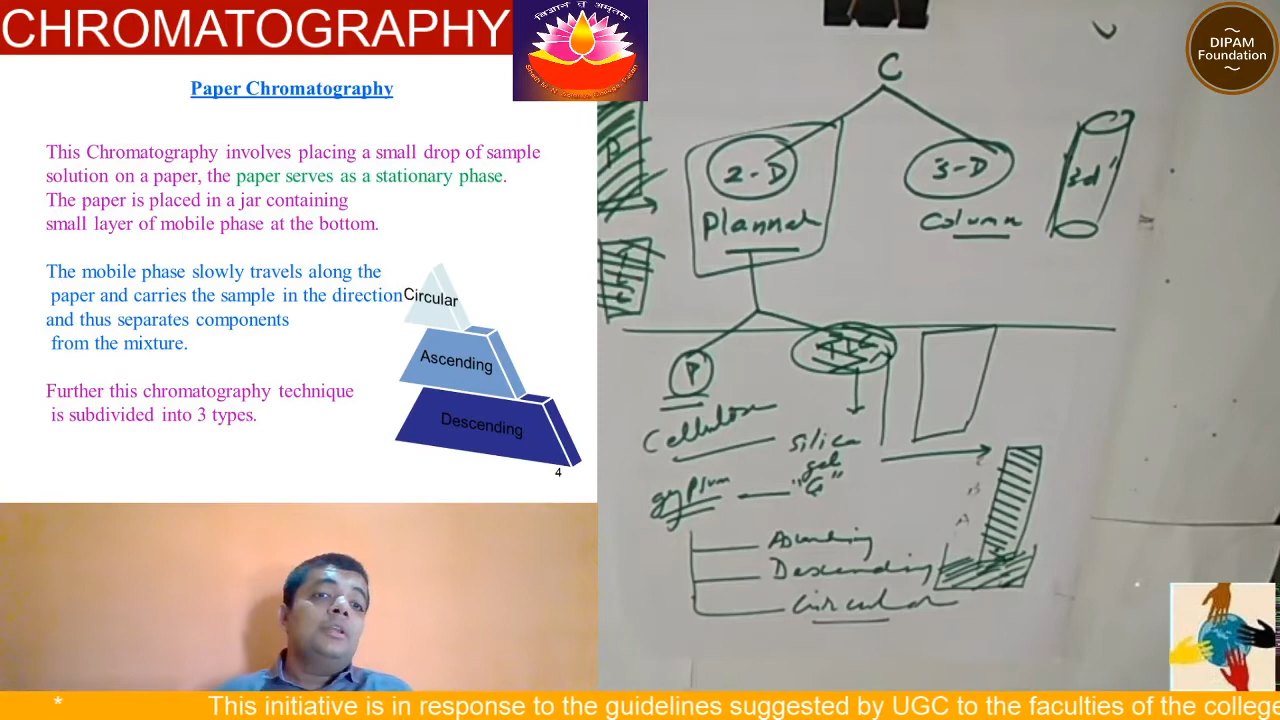 CHROMATOGRAPHY
विज्ञानं तु अमृतम्
DIPAM
Foundation
Paper Chromatography
This Chromatography involves placing a small drop of sample
solution on a paper, the paper serves as a stationary phase.
The paper is placed in a jar containing
small layer of mobile phase at the bottom.
The mobile phase slowly travels along the
paper and carries the sample in the direction
and thus separates components
from the mixture.
Further this chromatography technique
is subdivided into 3 types.
Circular
Ascending
Descending
4
C
2-D
3-D
3-d
P
Plannar
Column
P
Cellulose
Silica
gel
"G"
gypsum
Ascending
Descending
Circular
* This initiative is in response to the guidelines suggested by UGC to the faculties of the college